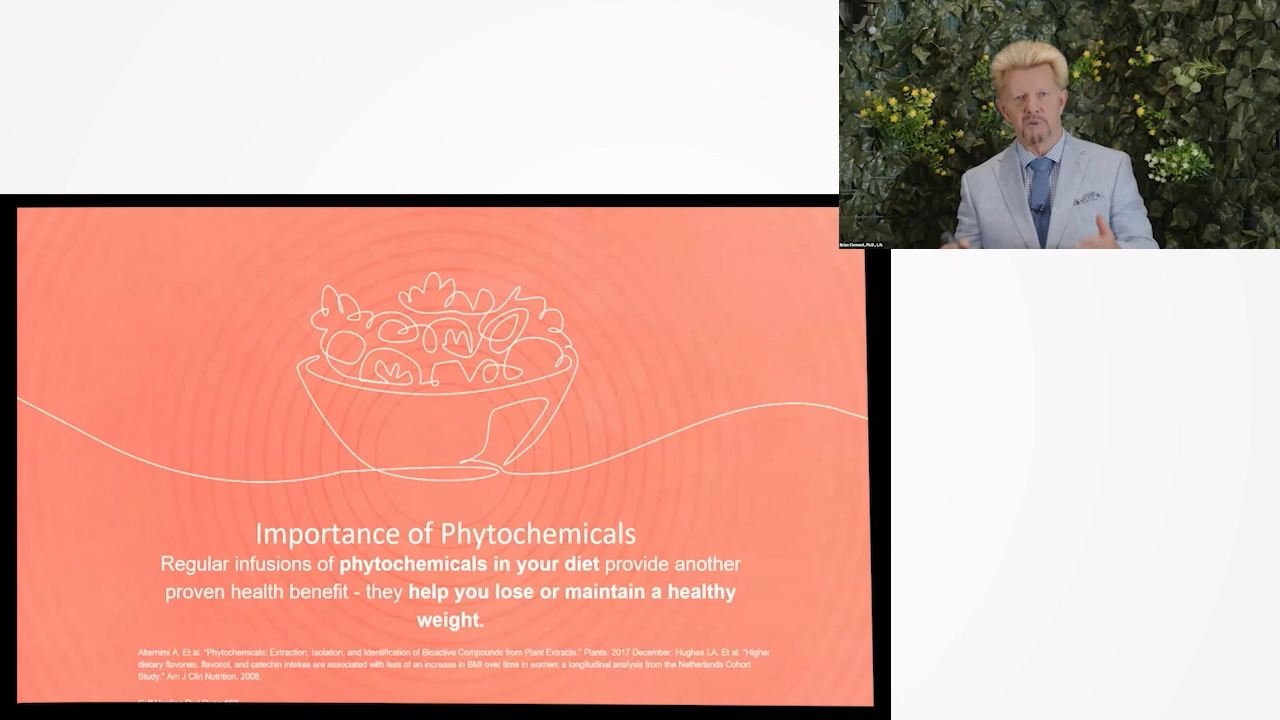 Brian Clement, PhD., L.N.
Importance of Phytochemicals
Regular infusions of phytochemicals in your diet provide another
proven health benefit - they help you lose or maintain a healthy
weight.
Altemimi A. Et al. “Phytochemicals: Extraction, Isolation, and Identification of Bioactive Compounds from Plant Extracts.” Plants. 2017 December. Hughes LA. Et al. “Higher
dietary flavones, flavonol, and catechin intakes are associated with less of an increase in BMI over time in women: a longitudinal analysis from the Netherlands Cohort
Study.” Am J Clin Nutrition. 2008.